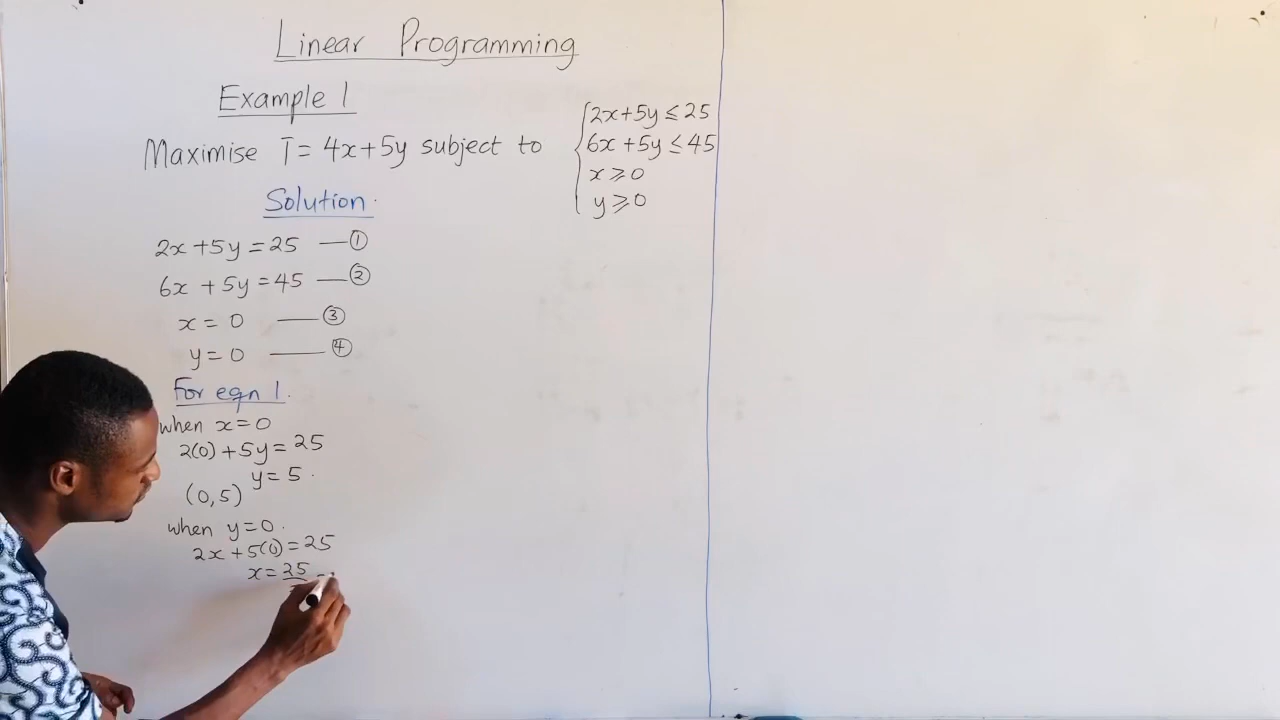 Linear Programming
Example 1
Maximise T = 4x+5y subject to
2x+5y ≤ 25
6x +5y ≤ 45
x ≥ 0
y ≥ 0
Solution
2x +5y = 25 — ①
6x + 5y = 45 — ②
x = 0 — ③
y = 0 — ④
For eqn 1.
when x = 0
2(0) + 5y = 25
y = 5.
(0,5)
when y = 0.
2x + 5(0) = 25
x = 25